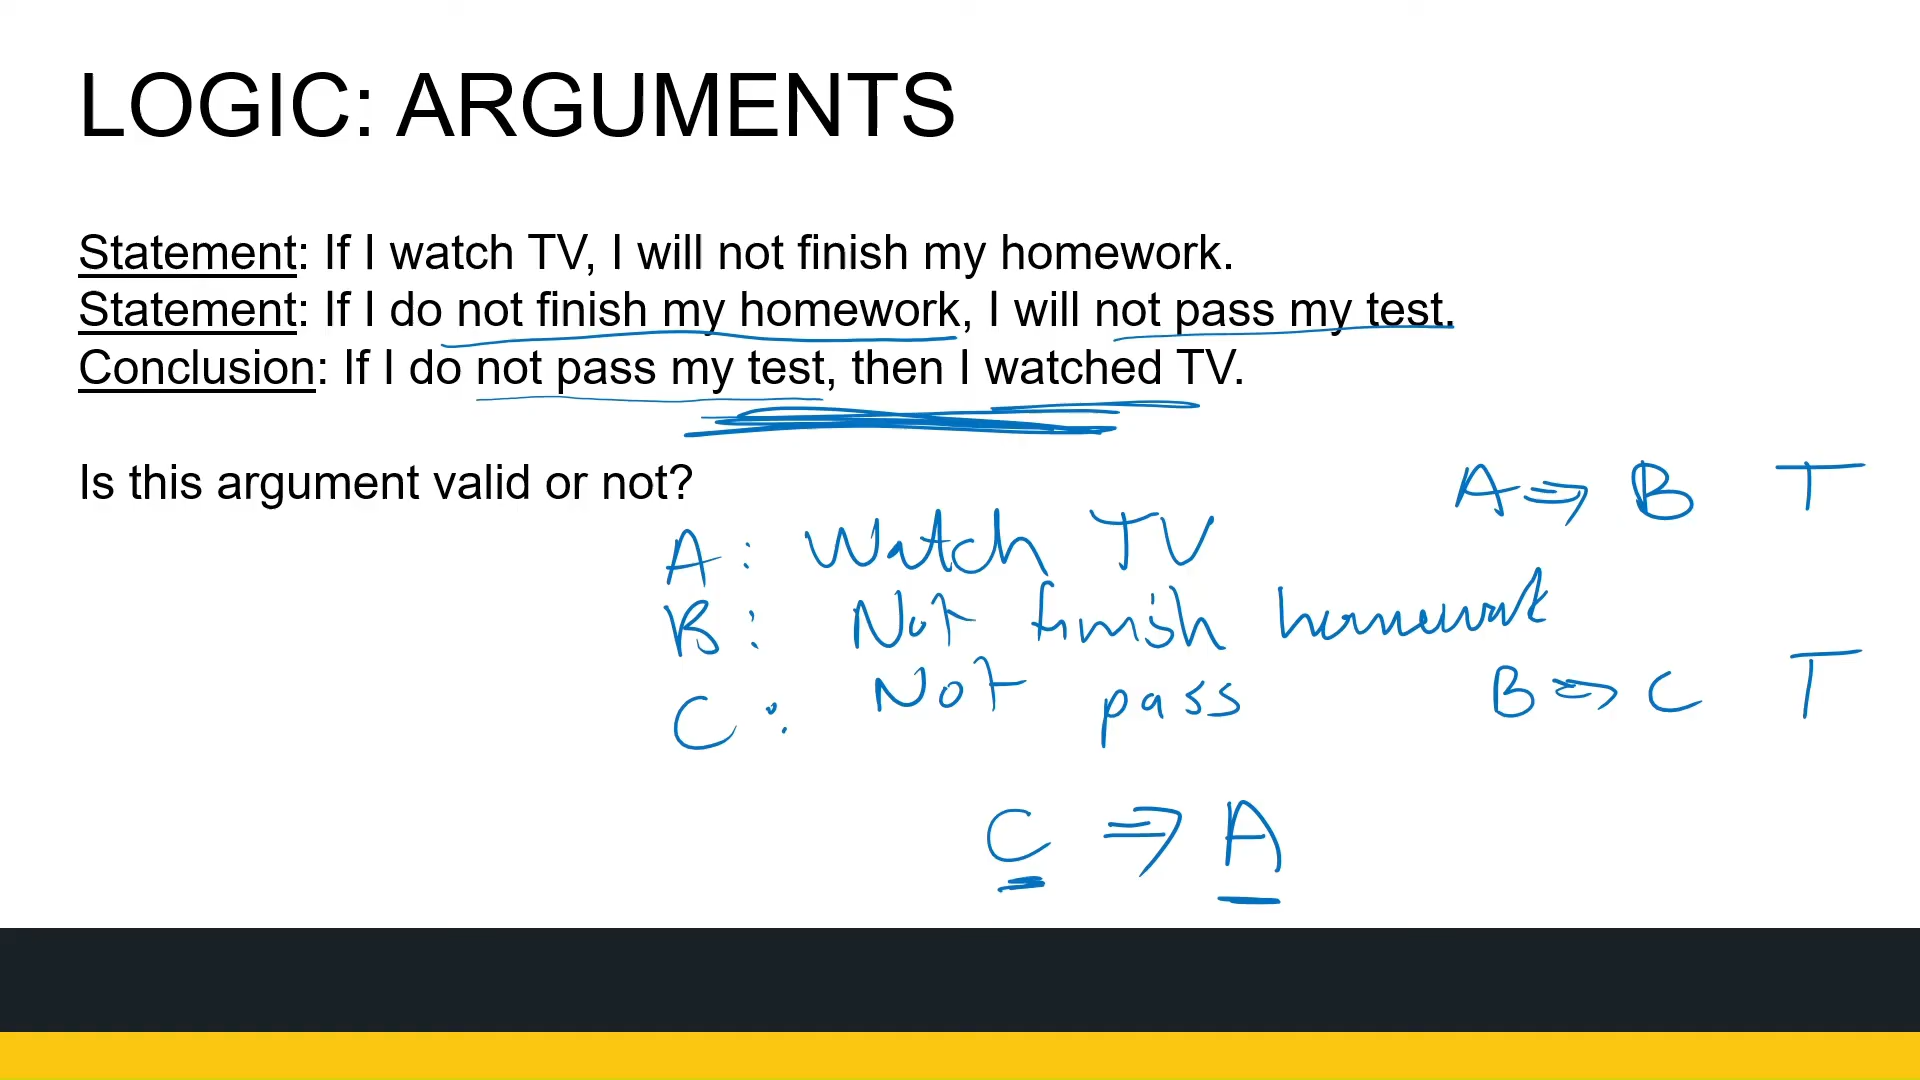 LOGIC: ARGUMENTS
Statement: If I watch TV, I will not finish my homework.
Statement: If I do not finish my homework, I will not pass my test.
Conclusion: If I do not pass my test, then I watched TV.
Is this argument valid or not?
A ⇒ B T
A: Watch TV
B: Not finish homework
B ⇒ C T
C: Not pass
C ⇒ A